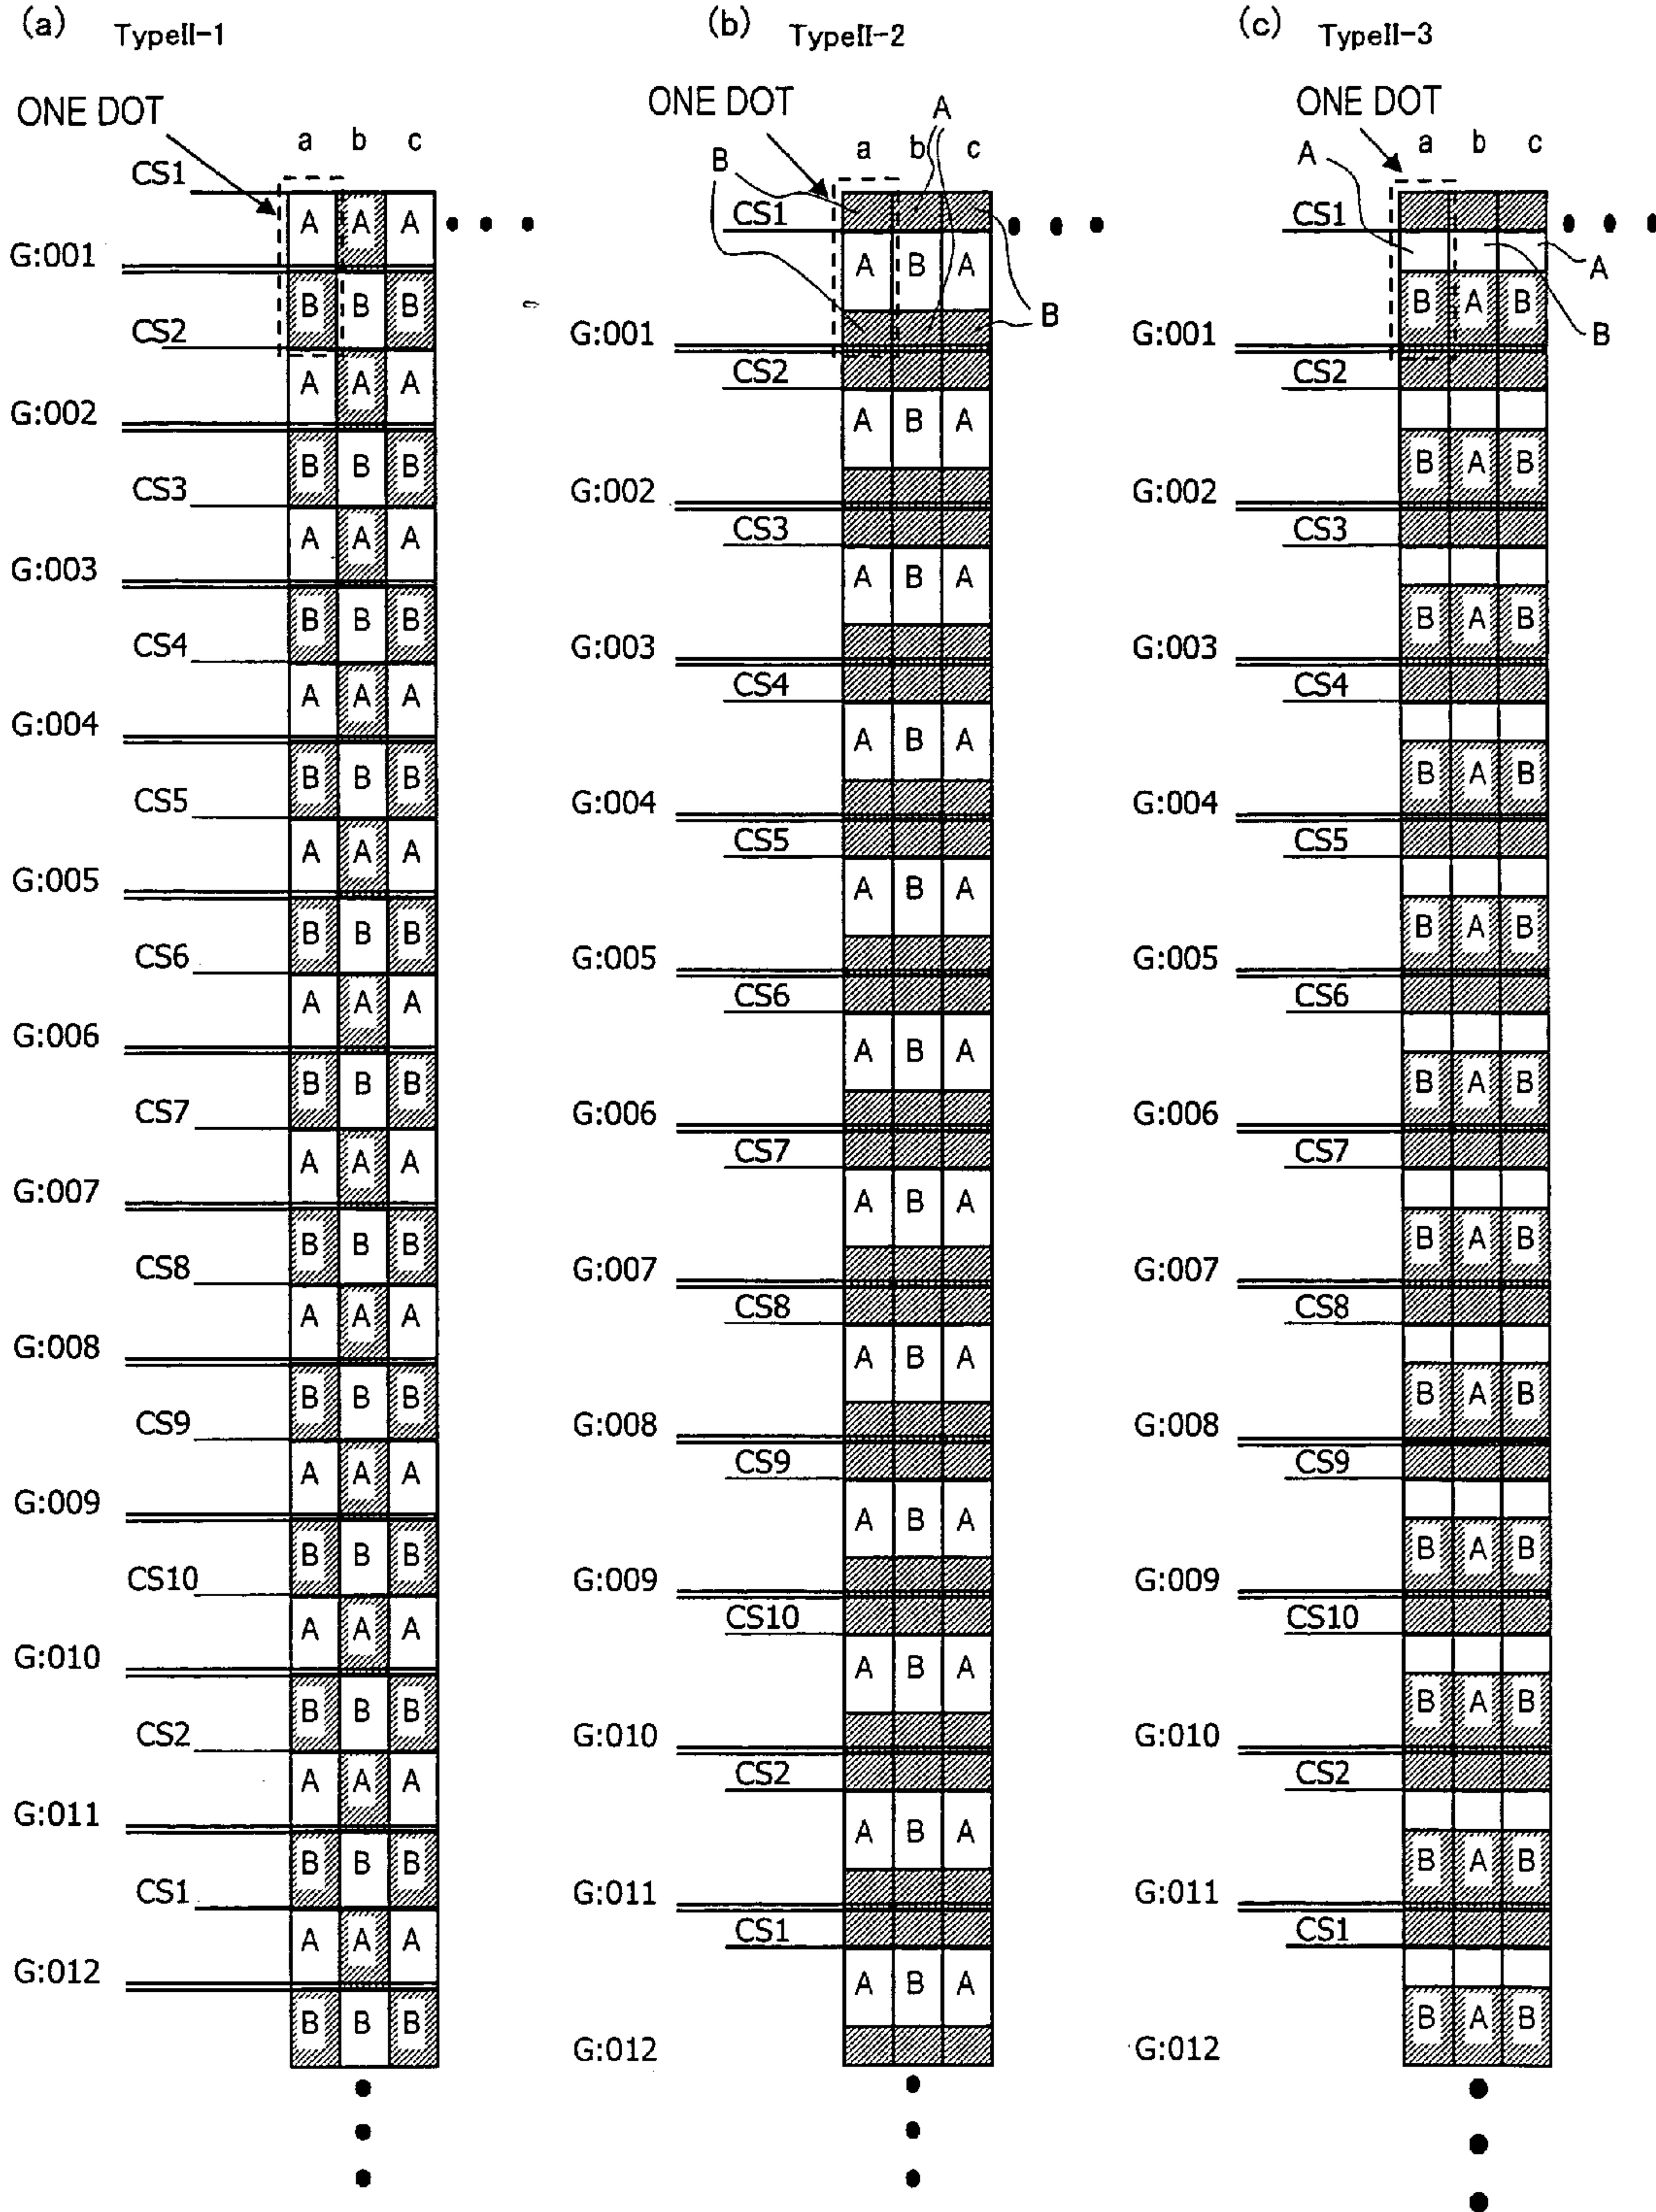 (a) TypeII-1
ONE DOT
a b c
CS1
A A A
G:001
B B B
CS2
A A A
G:002
B B B
CS3
A A A
G:003
B B B
CS4
A A A
G:004
B B B
CS5
A A A
G:005
B B B
CS6
A A A
G:006
B B B
CS7
A A A
G:007
B B B
CS8
A A A
G:008
B B B
CS9
A A A
G:009
B B B
CS10
A A A
G:010
B B B
CS2
A A A
G:011
B B B
CS1
A A A
G:012
B B B
(b) TypeII-2
ONE DOT
A
B
a b c
CS1
A B A
B
G:001
CS2
A B A
G:002
CS3
A B A
G:003
CS4
A B A
G:004
CS5
A B A
G:005
CS6
A B A
G:006
CS7
A B A
G:007
CS8
A B A
G:008
CS9
A B A
G:009
CS10
A B A
G:010
CS2
A B A
G:011
CS1
A B A
G:012
(c) TypeII-3
ONE DOT
A
a b c
CS1
A
B A B
B
G:001
CS2
B A B
G:002
CS3
B A B
G:003
CS4
B A B
G:004
CS5
B A B
G:005
CS6
B A B
G:006
CS7
B A B
G:007
CS8
B A B
G:008
CS9
B A B
G:009
CS10
B A B
G:010
CS2
B A B
G:011
CS1
B A B
G:012